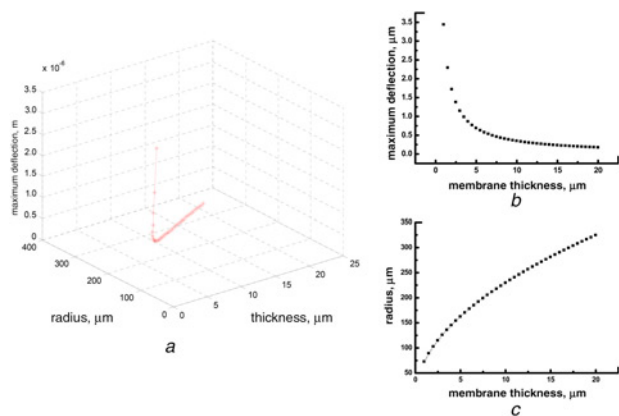 x 10⁻⁶
3.5
3.0
2.5
2.0
1.5
1.0
0.5
0
maximum deflection, m
400
300
200
100
0
radius, μm
0
5
10
15
20
25
thickness, μm
a
3.5
3.0
2.5
2.0
1.5
1.0
0.5
0.0
maximum deflection, μm
0 5 10 15 20
membrane thickness, μm
b
350
300
250
200
150
100
50
radius, μm
0 5 10 15 20
membrane thickness, μm
c